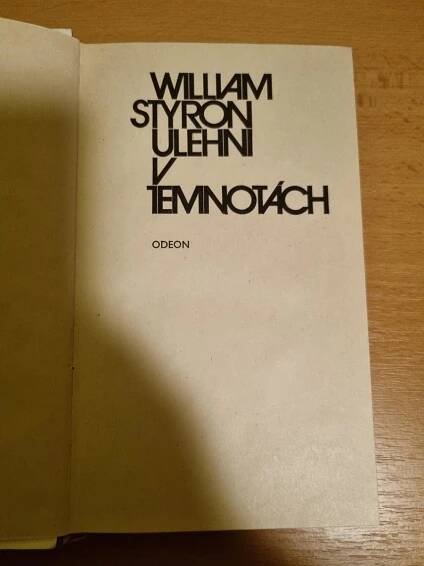 WILLIAM
STYRON
ULEHNI
V
TEMNOTÁCH
ODEON